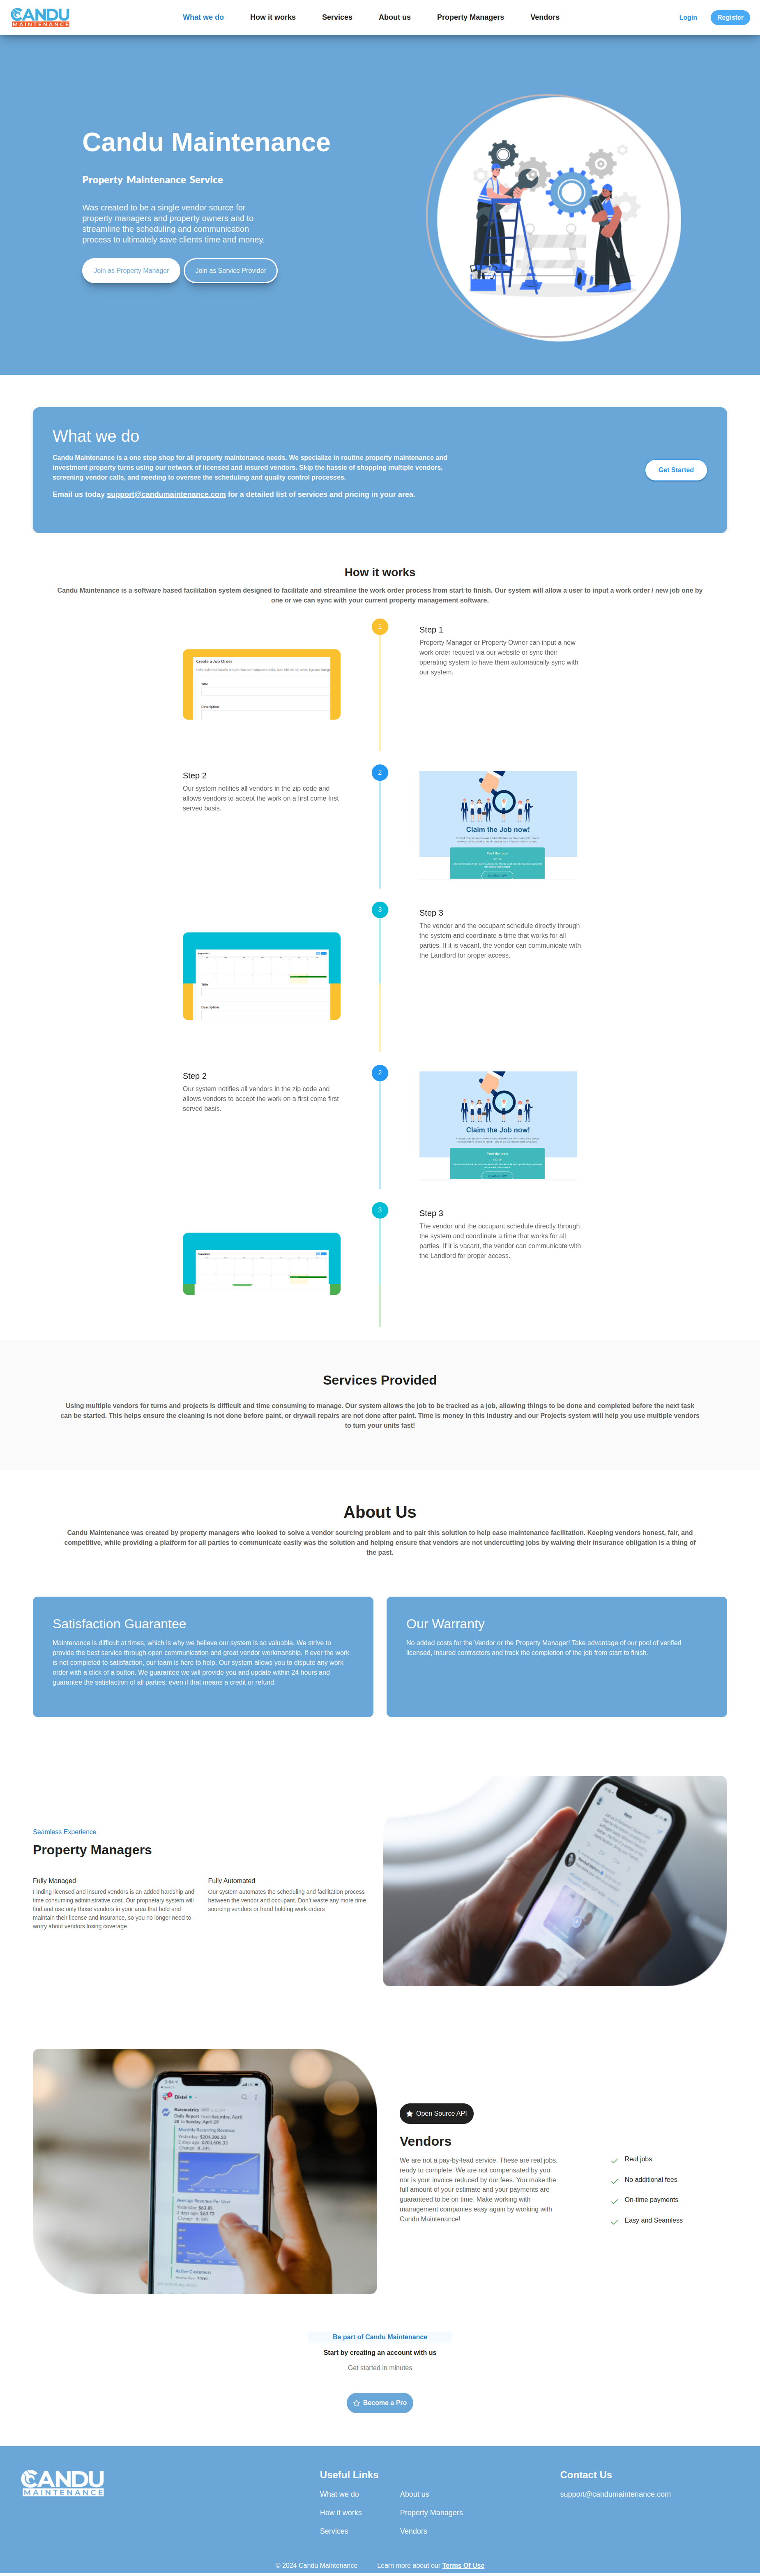 CANDU
MAINTENANCE
What we do
How it works
Services
About us
Property Managers
Vendors
Login
Register
Candu Maintenance
Property Maintenance Service
Was created to be a single vendor source for
property managers and property owners and to
streamline the scheduling and communication
process to ultimately save clients time and money.
Join as Property Manager
Join as Service Provider
What we do
Candu Maintenance is a one stop shop for all property maintenance needs. We specialize in routine property maintenance and
investment property turns using our network of licensed and insured vendors. Skip the hassle of shopping multiple vendors,
screening vendor calls, and needing to oversee the scheduling and quality control processes.
Email us today support@candumaintenance.com for a detailed list of services and pricing in your area.
Get Started
How it works
Candu Maintenance is a software based facilitation system designed to facilitate and streamline the work order process from start to finish. Our system will allow a user to input a work order / new job one by
one or we can sync with your current property management software.
Create a Job Order
Title
Description
1
Step 1
Property Manager or Property Owner can input a new
work order request via our website or sync their
operating system to have them automatically sync with
our system.
Step 2
Our system notifies all vendors in the zip code and
allows vendors to accept the work on a first come first
served basis.
2
Claim the Job now!
3
Step 3
The vendor and the occupant schedule directly through
the system and coordinate a time that works for all
parties. If it is vacant, the vendor can communicate with
the Landlord for proper access.
Title
Description
Step 2
Our system notifies all vendors in the zip code and
allows vendors to accept the work on a first come first
served basis.
2
Claim the Job now!
3
Step 3
The vendor and the occupant schedule directly through
the system and coordinate a time that works for all
parties. If it is vacant, the vendor can communicate with
the Landlord for proper access.
Services Provided
Using multiple vendors for turns and projects is difficult and time consuming to manage. Our system allows the job to be tracked as a job, allowing things to be done and completed before the next task
can be started. This helps ensure the cleaning is not done before paint, or drywall repairs are not done after paint. Time is money in this industry and our Projects system will help you use multiple vendors
to turn your units fast!
About Us
Candu Maintenance was created by property managers who looked to solve a vendor sourcing problem and to pair this solution to help ease maintenance facilitation. Keeping vendors honest, fair, and
competitive, while providing a platform for all parties to communicate easily was the solution and helping ensure that vendors are not undercutting jobs by waiving their insurance obligation is a thing of
the past.
Satisfaction Guarantee
Maintenance is difficult at times, which is why we believe our system is so valuable. We strive to
provide the best service through open communication and great vendor workmanship. If ever the work
is not completed to satisfaction, our team is here to help. Our system allows you to dispute any work
order with a click of a button. We guarantee we will provide you and update within 24 hours and
guarantee the satisfaction of all parties, even if that means a credit or refund.
Our Warranty
No added costs for the Vendor or the Property Manager! Take advantage of our pool of verified
licensed, insured contractors and track the completion of the job from start to finish.
Seamless Experience
Property Managers
Fully Managed
Finding licensed and insured vendors is an added hardship and
time consuming administrative cost. Our proprietary system will
find and use only those vendors in your area that hold and
maintain their license and insurance, so you no longer need to
worry about vendors losing coverage
Fully Automated
Our system automates the scheduling and facilitation process
between the vendor and occupant. Don't waste any more time
sourcing vendors or hand holding work orders
Distel
Baremetrics
Monthly Recurring Revenue
Average Revenue Per Unit
Active Customers
Open Source API
Vendors
We are not a pay-by-lead service. These are real jobs,
ready to complete. We are not compensated by you
nor is your invoice reduced by our fees. You make the
full amount of your estimate and your payments are
guaranteed to be on time. Make working with
management companies easy again by working with
Candu Maintenance!
Real jobs
No additional fees
On-time payments
Easy and Seamless
Be part of Candu Maintenance
Start by creating an account with us
Get started in minutes
Become a Pro
CANDU
MAINTENANCE
Useful Links
What we do
About us
How it works
Property Managers
Services
Vendors
Contact Us
support@candumaintenance.com
© 2024 Candu Maintenance
Learn more about our Terms Of Use